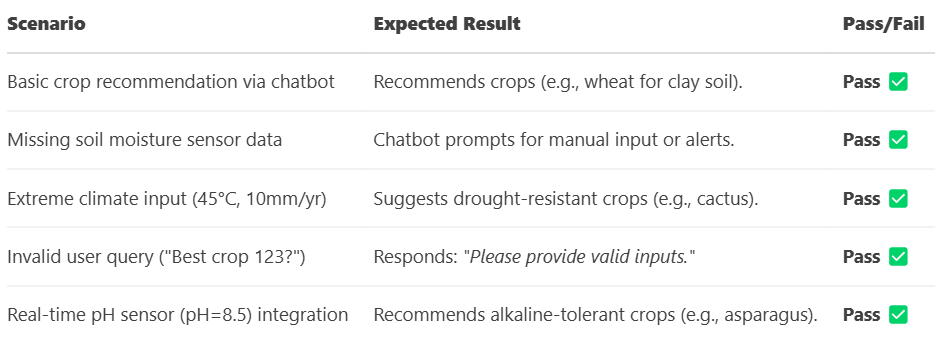 Scenario Expected Result Pass/Fail
Basic crop recommendation via chatbot Recommends crops (e.g., wheat for clay soil). Pass ✅
Missing soil moisture sensor data Chatbot prompts for manual input or alerts. Pass ✅
Extreme climate input (45°C, 10mm/yr) Suggests drought-resistant crops (e.g., cactus). Pass ✅
Invalid user query ("Best crop 123?") Responds: "Please provide valid inputs." Pass ✅
Real-time pH sensor (pH=8.5) integration Recommends alkaline-tolerant crops (e.g., asparagus). Pass ✅